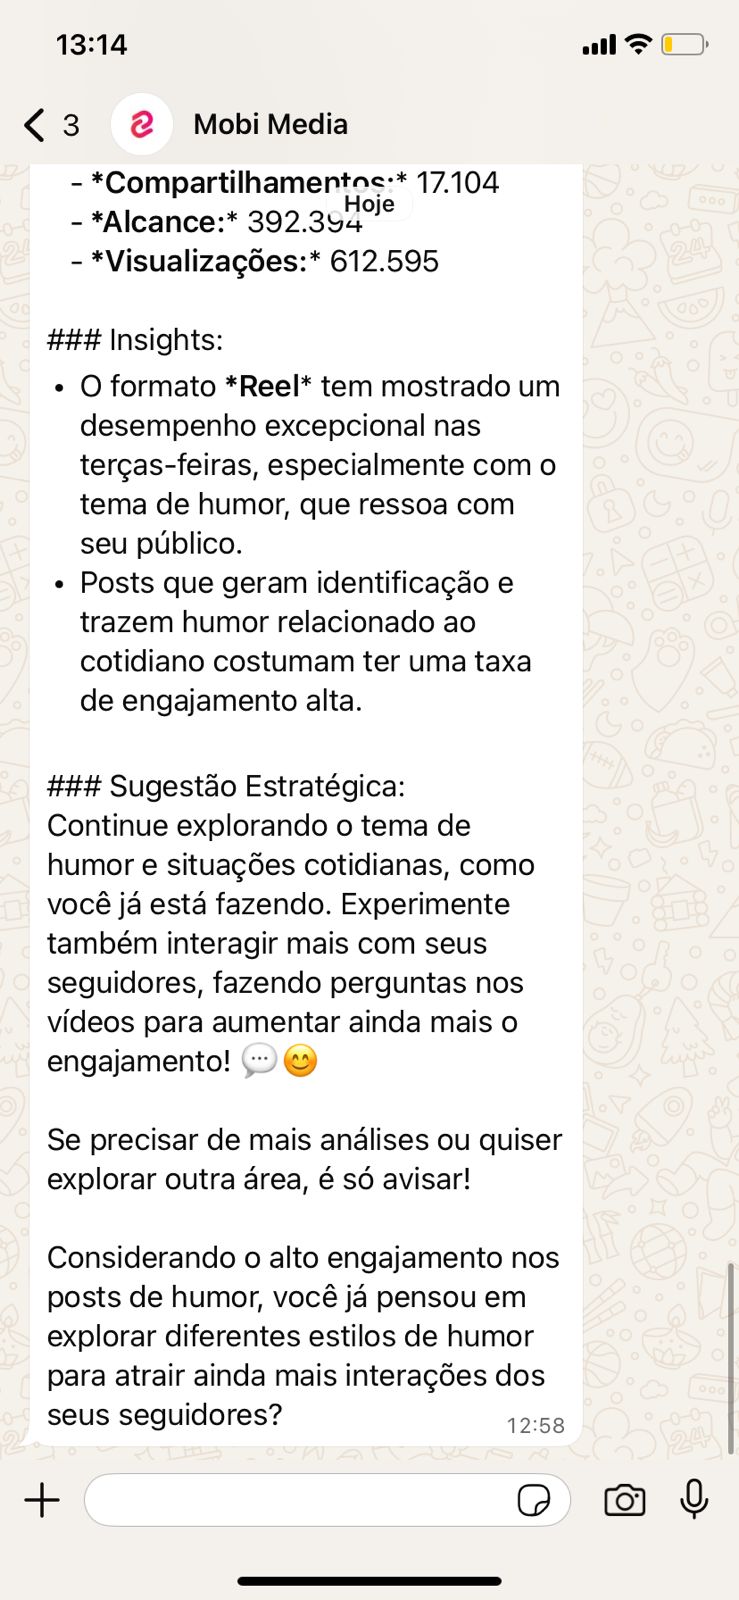 13:14
3
Mobi Media
- *Compartilhamentos:* 17.104
Hoje
- *Alcance:* 392.394
- *Visualizações:* 612.595
### Insights:
• O formato *Reel* tem mostrado um
desempenho excepcional nas
terças-feiras, especialmente com o
tema de humor, que ressoa com
seu público.
• Posts que geram identificação e
trazem humor relacionado ao
cotidiano costumam ter uma taxa
de engajamento alta.
### Sugestão Estratégica:
Continue explorando o tema de
humor e situações cotidianas, como
você já está fazendo. Experimente
também interagir mais com seus
seguidores, fazendo perguntas nos
vídeos para aumentar ainda mais o
engajamento! 💬😊
Se precisar de mais análises ou quiser
explorar outra área, é só avisar!
Considerando o alto engajamento nos
posts de humor, você já pensou em
explorar diferentes estilos de humor
para atrair ainda mais interações dos
seus seguidores?
12:58